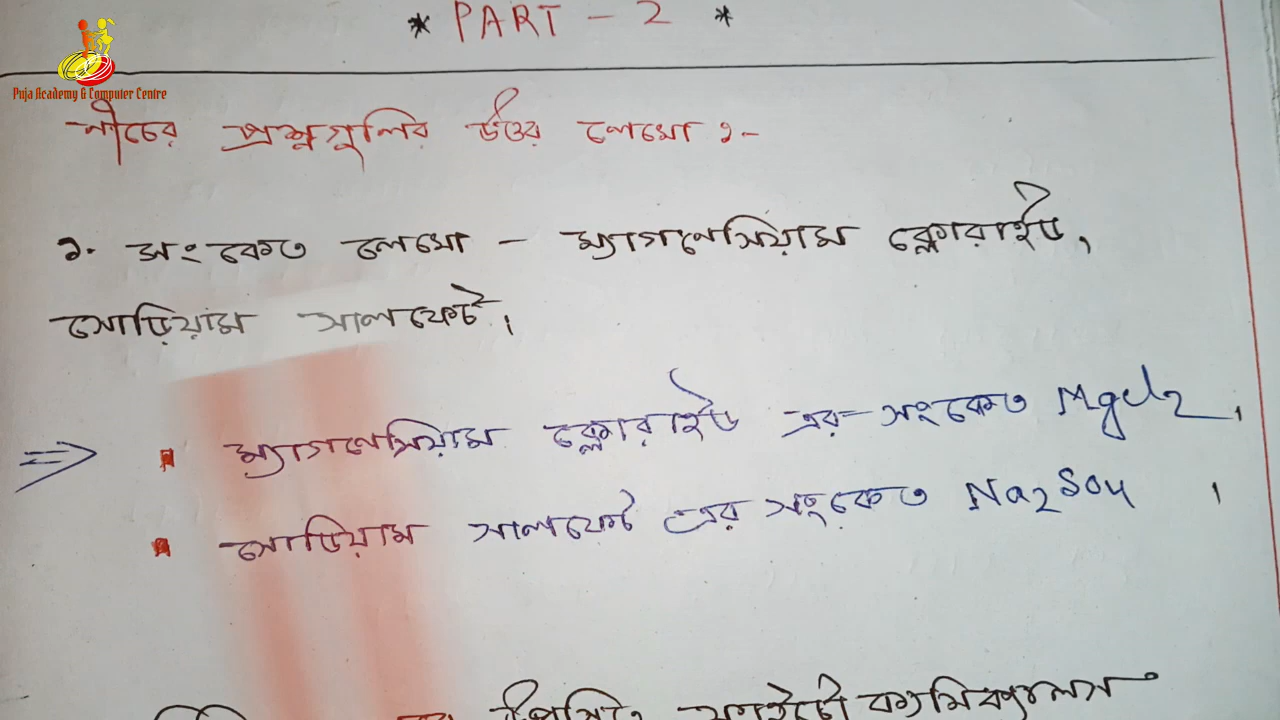 * PART - 2 *
Puja Academy & Computer Centre
নীচের প্রশ্নগুলির উত্তর লেখো :-
১. সংকেত লেখো - ম্যাগনেসিয়াম ক্লোরাইড,
সোডিয়াম সালফেট।
⇒ ▪ ম্যাগনেসিয়াম ক্লোরাইড এর সংকেত MgCl2।
▪ সোডিয়াম সালফেট এর সংকেত Na2SO4।